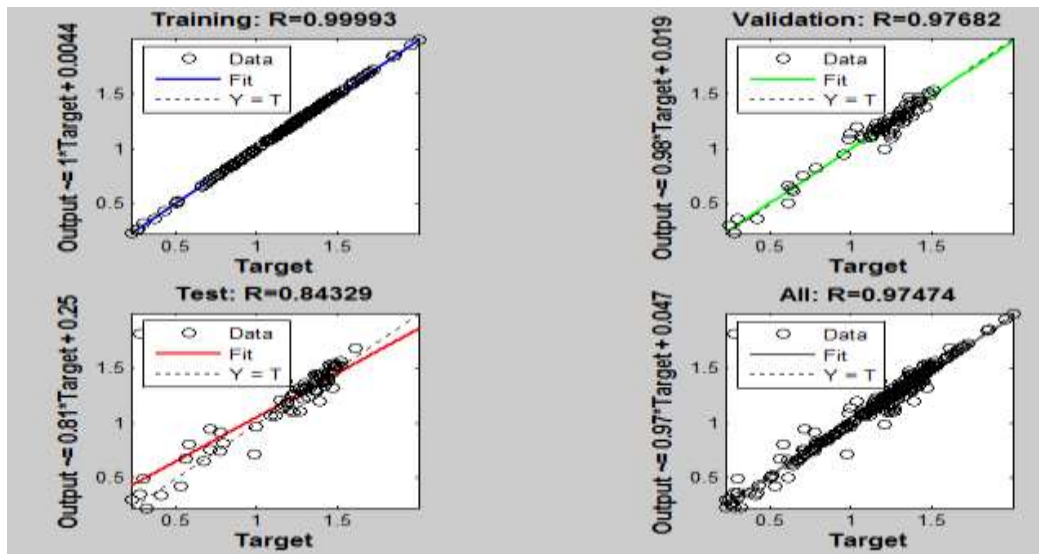 Training: R=0.99993
Output ~= 1*Target + 0.0044
Data
Fit
Y = T
1.5
1
0.5
0.5
1
1.5
Target
Validation: R=0.97682
Output ~= 0.98*Target + 0.019
Data
Fit
Y = T
1.5
1
0.5
0.5
1
1.5
Target
Test: R=0.84329
Output ~= 0.81*Target + 0.25
Data
Fit
Y = T
1.5
1
0.5
0.5
1
1.5
Target
All: R=0.97474
Output ~= 0.97*Target + 0.047
Data
Fit
Y = T
1.5
1
0.5
0.5
1
1.5
Target